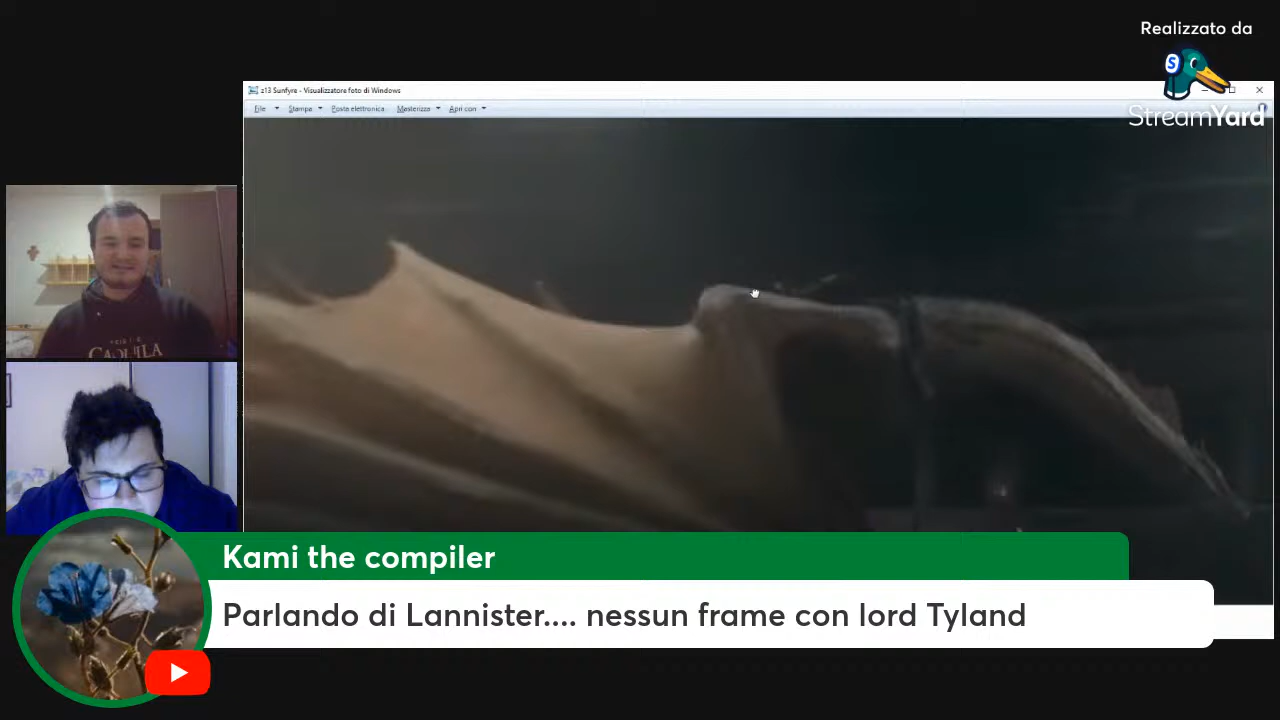 Realizzato da
S
StreamYard
z13 Sunfyre - Visualizzatore foto di Windows
File Stampa Posta elettronica Masterizza Apri con
Kami the compiler
Parlando di Lannister.... nessun frame con lord Tyland